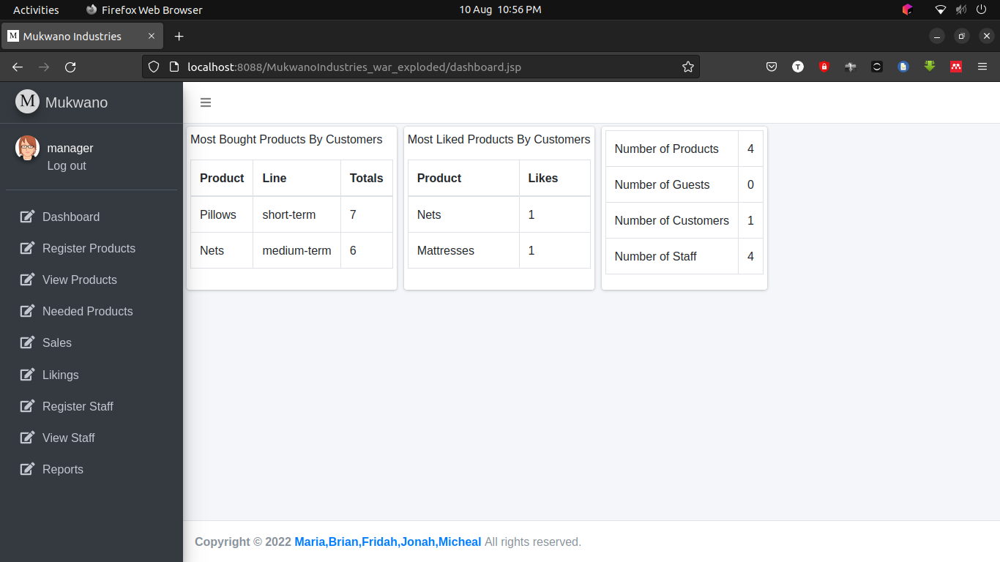 Activities Firefox Web Browser 10 Aug 10:56 PM
M Mukwano Industries
localhost:8088/MukwanoIndustries_war_exploded/dashboard.jsp
M Mukwano
manager
Log out
Dashboard
Register Products
View Products
Needed Products
Sales
Likings
Register Staff
View Staff
Reports
Most Bought Products By Customers
Product Line Totals
Pillows short-term 7
Nets medium-term 6
Most Liked Products By Customers
Product Likes
Nets 1
Mattresses 1
Number of Products 4
Number of Guests 0
Number of Customers 1
Number of Staff 4
Copyright © 2022 Maria,Brian,Fridah,Jonah,Micheal All rights reserved.